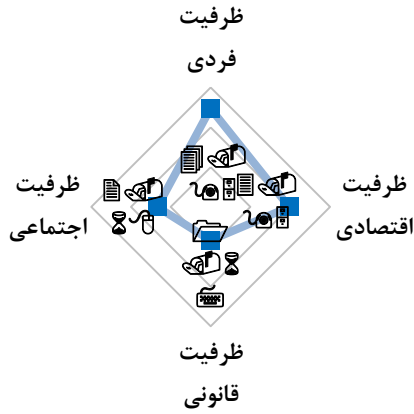 ظرفیت
فردی
ظرفیت
اقتصادی
ظرفیت
اجتماعی
ظرفیت
قانونی